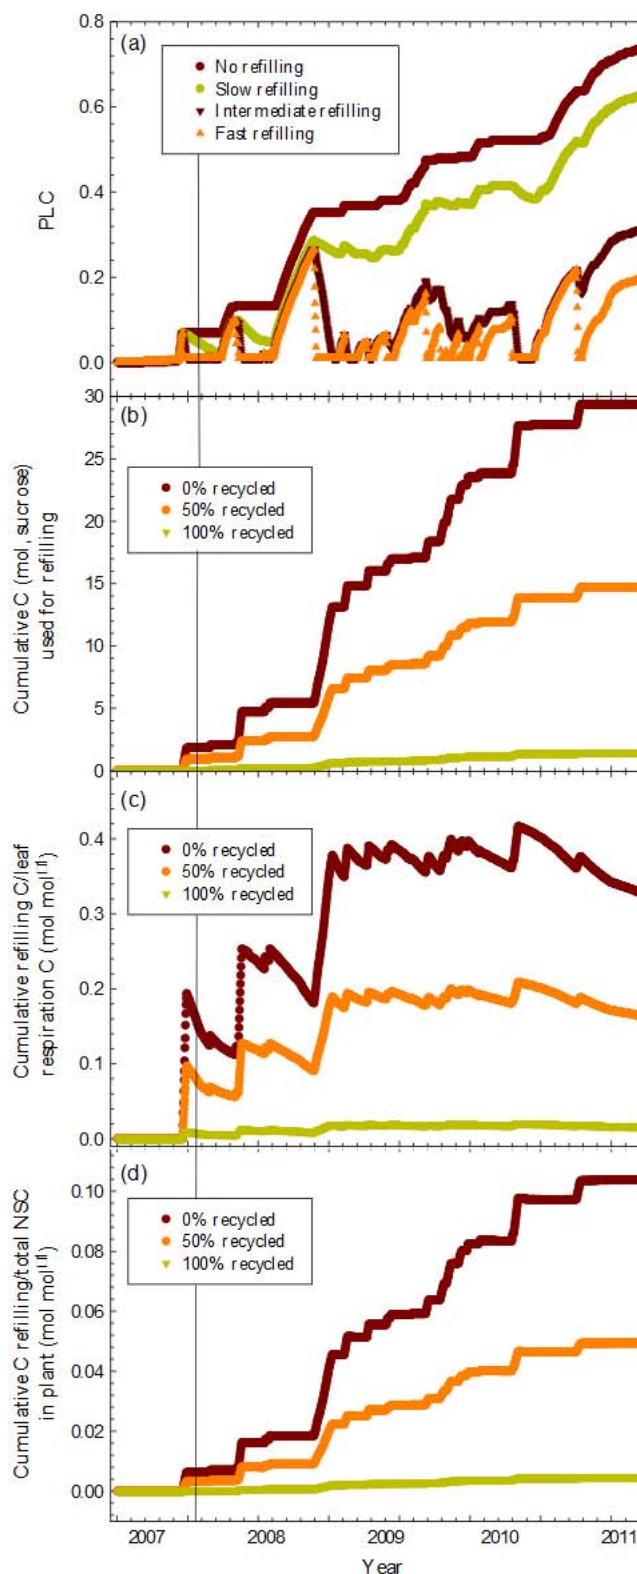 (a)
No refilling
Slow refilling
Intermediate refilling
Fast refilling
0.8
0.6
0.4
0.2
0.0
PLC
(b)
0% recycled
50% recycled
100% recycled
30
25
20
15
10
5
0
Cumulative C (mol, sucrose)
used for refilling
(c)
0% recycled
50% recycled
100% recycled
0.4
0.3
0.2
0.1
0.0
Cumulative refilling C/leaf
respiration C (mol mol
(d)
0% recycled
50% recycled
100% recycled
0.10
0.08
0.06
0.04
0.02
0.00
Cumulative C refilling/total NSC
in plant (mol mol
2007 2008 2009 2010 2011
Year